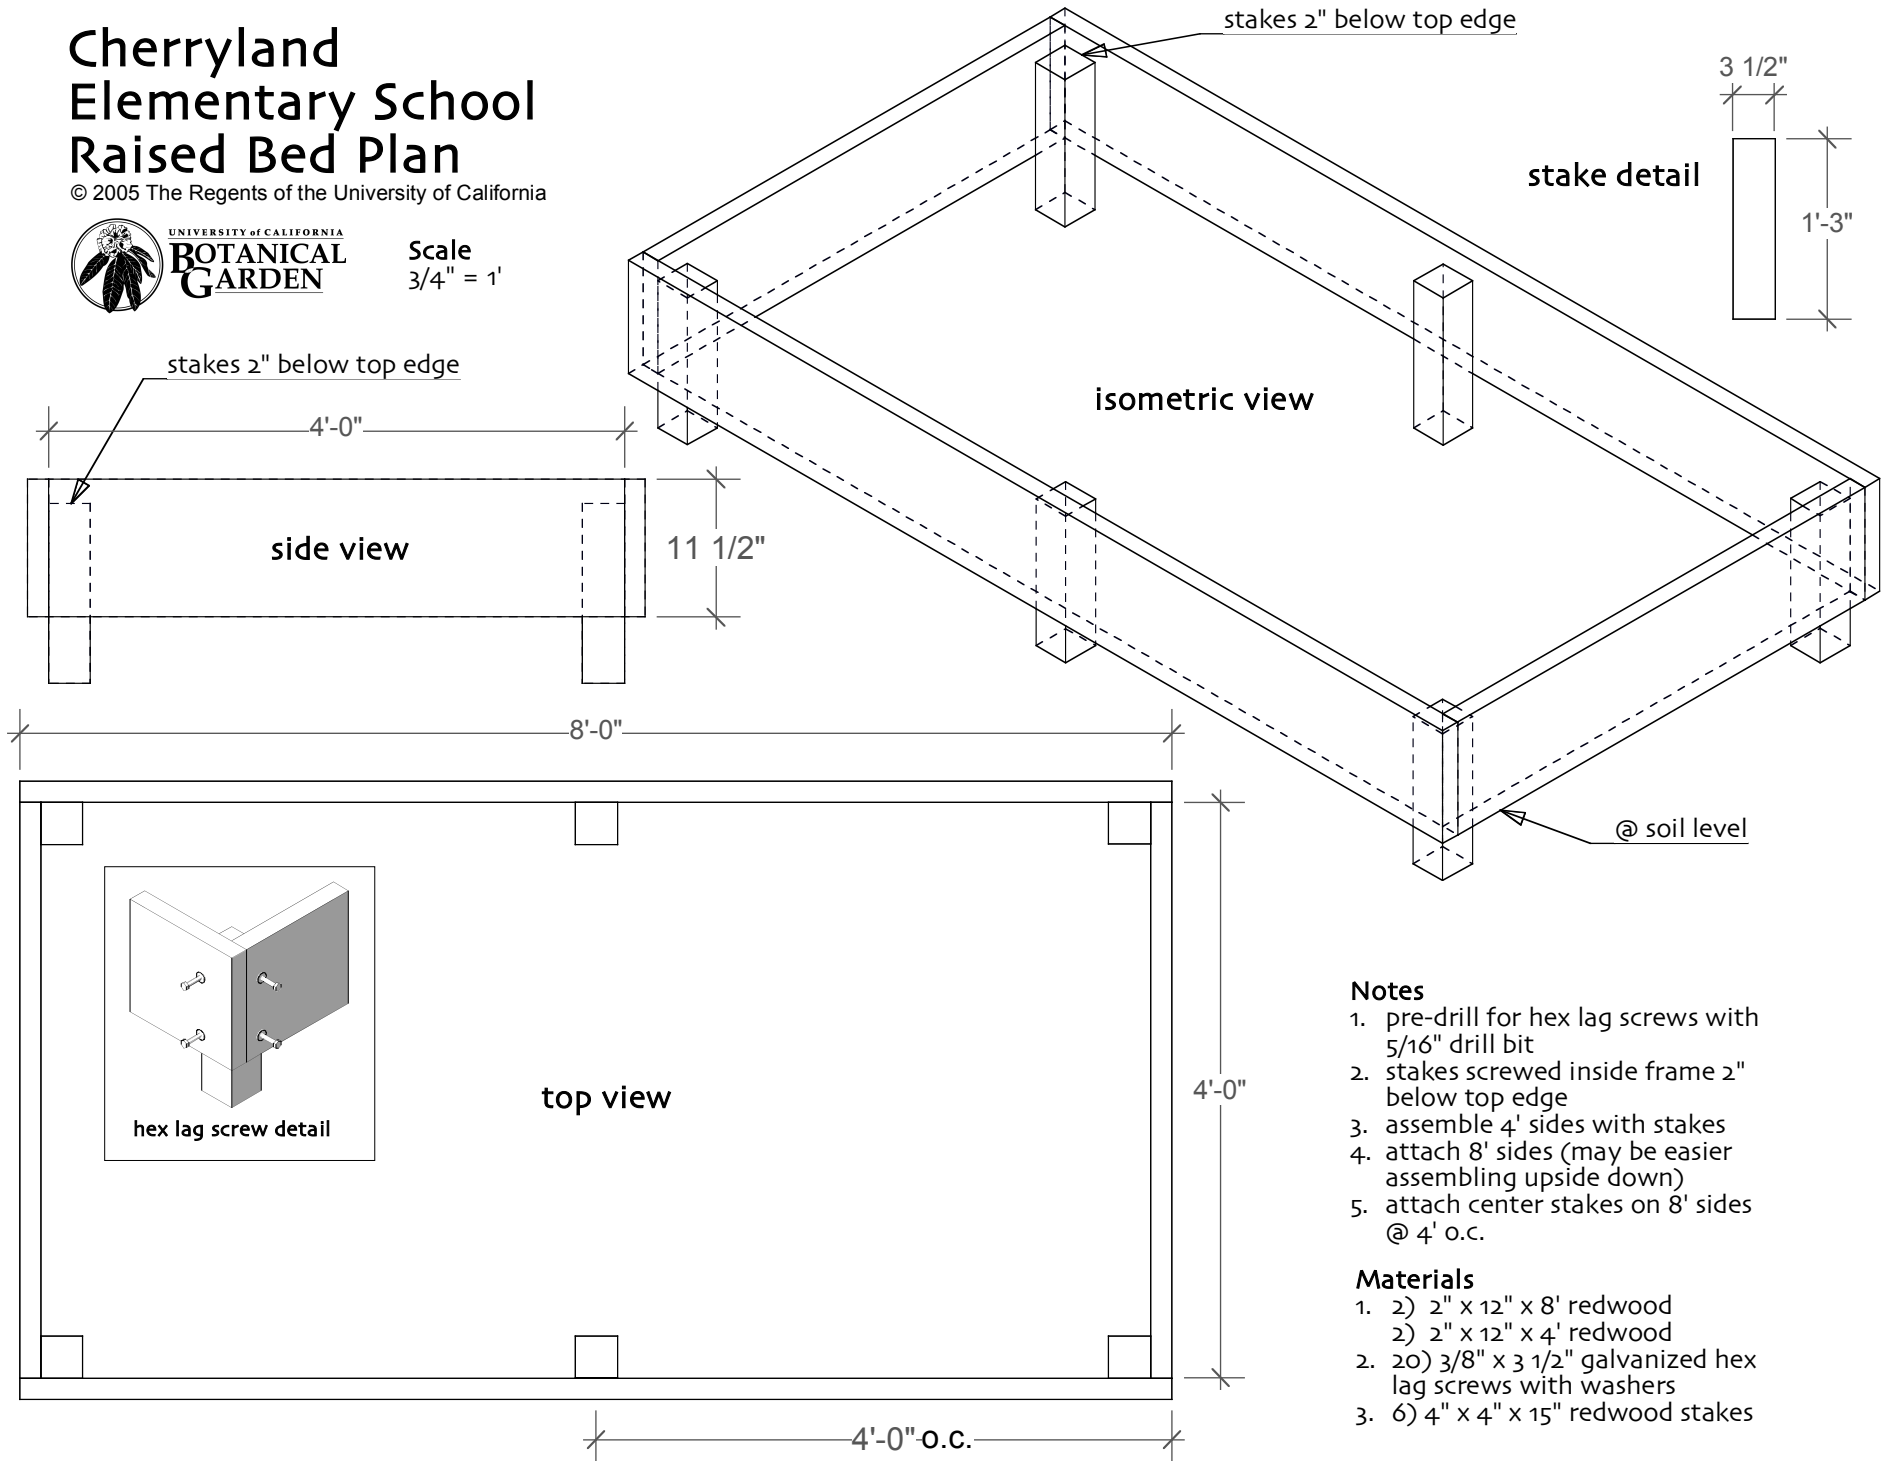 Cherryland
Elementary School
Raised Bed Plan
© 2005 The Regents of the University of California
UNIVERSITY of CALIFORNIA
BOTANICAL
GARDEN
Scale
3/4" = 1'
stakes 2" below top edge
3 1/2"
stake detail
1'-3"
isometric view
@ soil level
stakes 2" below top edge
4'-0"
side view
11 1/2"
8'-0"
top view
4'-0"
hex lag screw detail
4'-0" o.c.
Notes
1. pre-drill for hex lag screws with
5/16" drill bit
2. stakes screwed inside frame 2"
below top edge
3. assemble 4' sides with stakes
4. attach 8' sides (may be easier
assembling upside down)
5. attach center stakes on 8' sides
@ 4' o.c.
Materials
1. 2) 2" x 12" x 8' redwood
2) 2" x 12" x 4' redwood
2. 20) 3/8" x 3 1/2" galvanized hex
lag screws with washers
3. 6) 4" x 4" x 15" redwood stakes